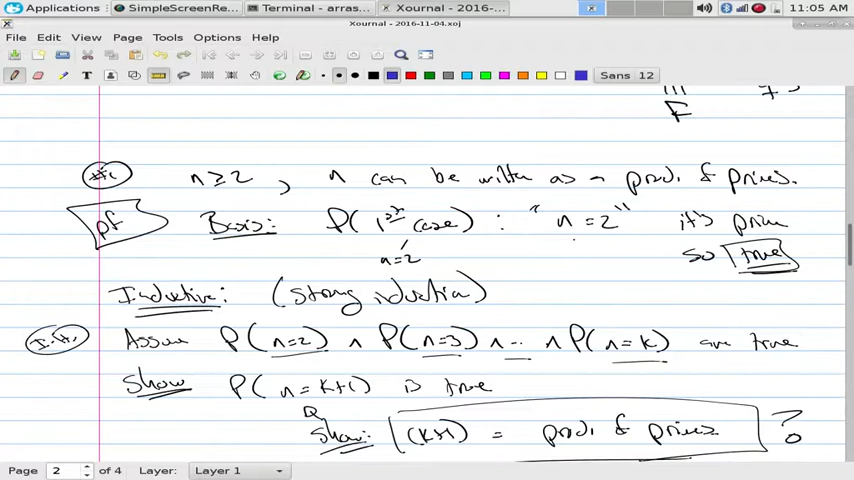 Applications SimpleScreenRe... Terminal - arras... Xournal - 2016-... 11:05 AM
Xournal - 2016-11-04.xoj
File Edit View Journal Tools Options Help
Sans 12
n ≥ 2 , n can be written as a prod. of primes.
pf Basis: P( 1st case ) : " n = 2 " it's prime
n=2 so true
Inductive: (strong induction)
I.H. Assume P(n=2) ∧ P(n=3) ∧ ... ∧ P(n=k) are true
Show P(n=k+1) is true
Show: (k+1) = prod. of primes ?
Page 2 of 4 Layer: Layer 1